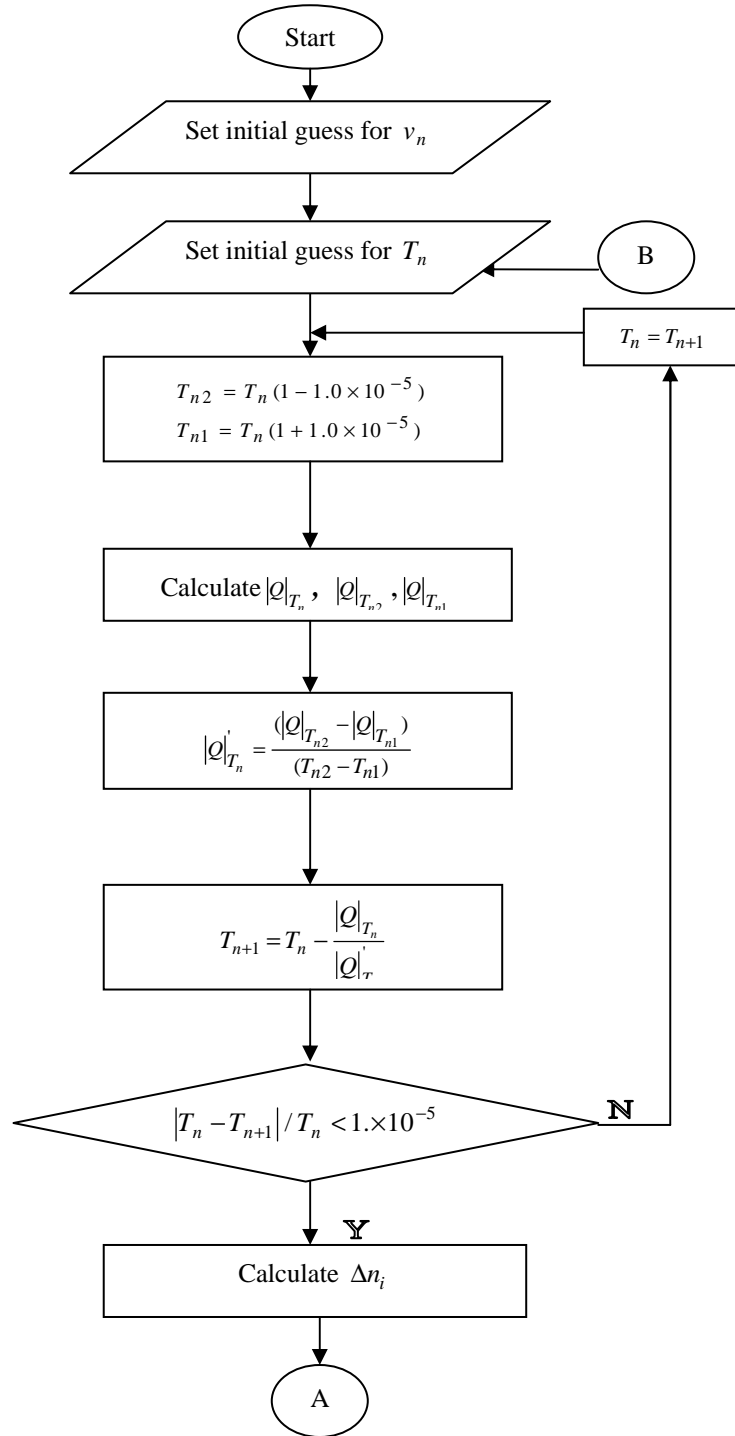 Start
Set initial guess for v_n
Set initial guess for T_n
B
T_n = T_{n+1}
T_{n2} = T_n (1 − 1.0 × 10^{−5})
T_{n1} = T_n (1 + 1.0 × 10^{−5})
Calculate |Q|_{T_n}, |Q|_{T_{n2}}, |Q|_{T_{n1}}
|Q|'_{T_n} = (|Q|_{T_{n2}} − |Q|_{T_{n1}}) / (T_{n2} − T_{n1})
T_{n+1} = T_n − |Q|_{T_n} / |Q|'_T
|T_n − T_{n+1}| / T_n < 1.×10^{−5}
N
Y
Calculate Δn_i
A